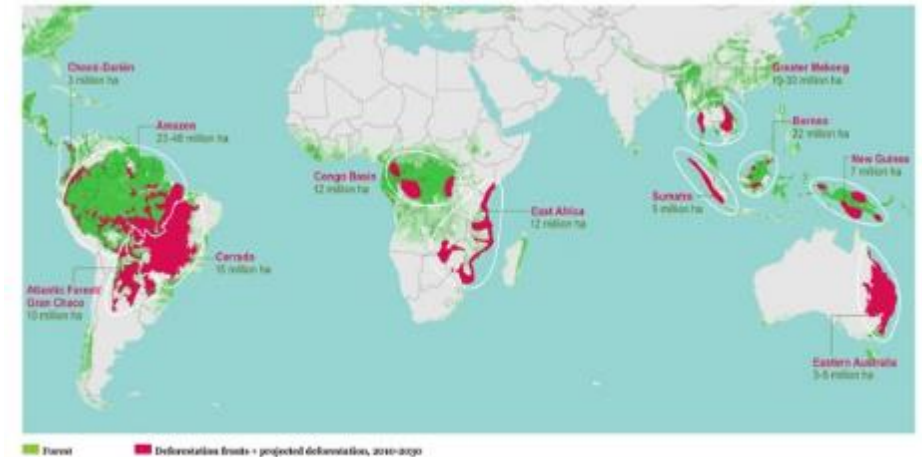 Choco-Darién
3 million ha
Amazon
23-48 million ha
Cerrado
15 million ha
Atlantic Forest/
Gran Chaco
10 million ha
Congo Basin
12 million ha
East Africa
12 million ha
Greater Mekong
15-30 million ha
Borneo
22 million ha
New Guinea
7 million ha
Sumatra
5 million ha
Eastern Australia
3-6 million ha
Forest
Deforestation fronts + projected deforestation, 2010-2030